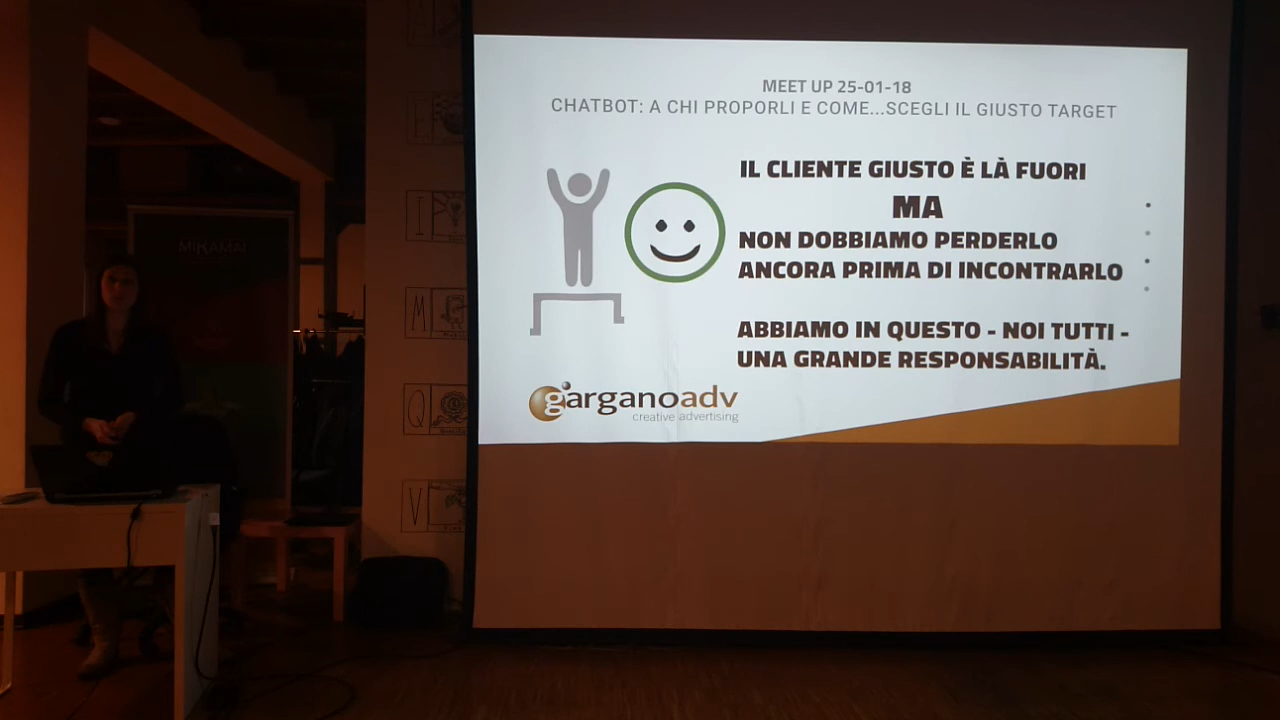 MEET UP 25-01-18
CHATBOT: A CHI PROPORLI E COME...SCEGLI IL GIUSTO TARGET
IL CLIENTE GIUSTO È LÀ FUORI
MA
NON DOBBIAMO PERDERLO
ANCORA PRIMA DI INCONTRARLO
ABBIAMO IN QUESTO - NOI TUTTI -
UNA GRANDE RESPONSABILITÀ.
garganoadv
creative advertising
MIKAMAI
I
M
Q
V